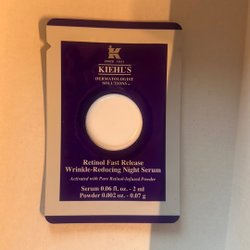 K
SINCE 1851
KIEHL'S
DERMATOLOGIST
SOLUTIONS™
Retinol Fast Release
Wrinkle-Reducing Night Serum
Activated with Pure Retinol-Infused Powder
Serum 0.06 fl. oz. - 2 ml
Powder 0.002 oz. - 0.07 g